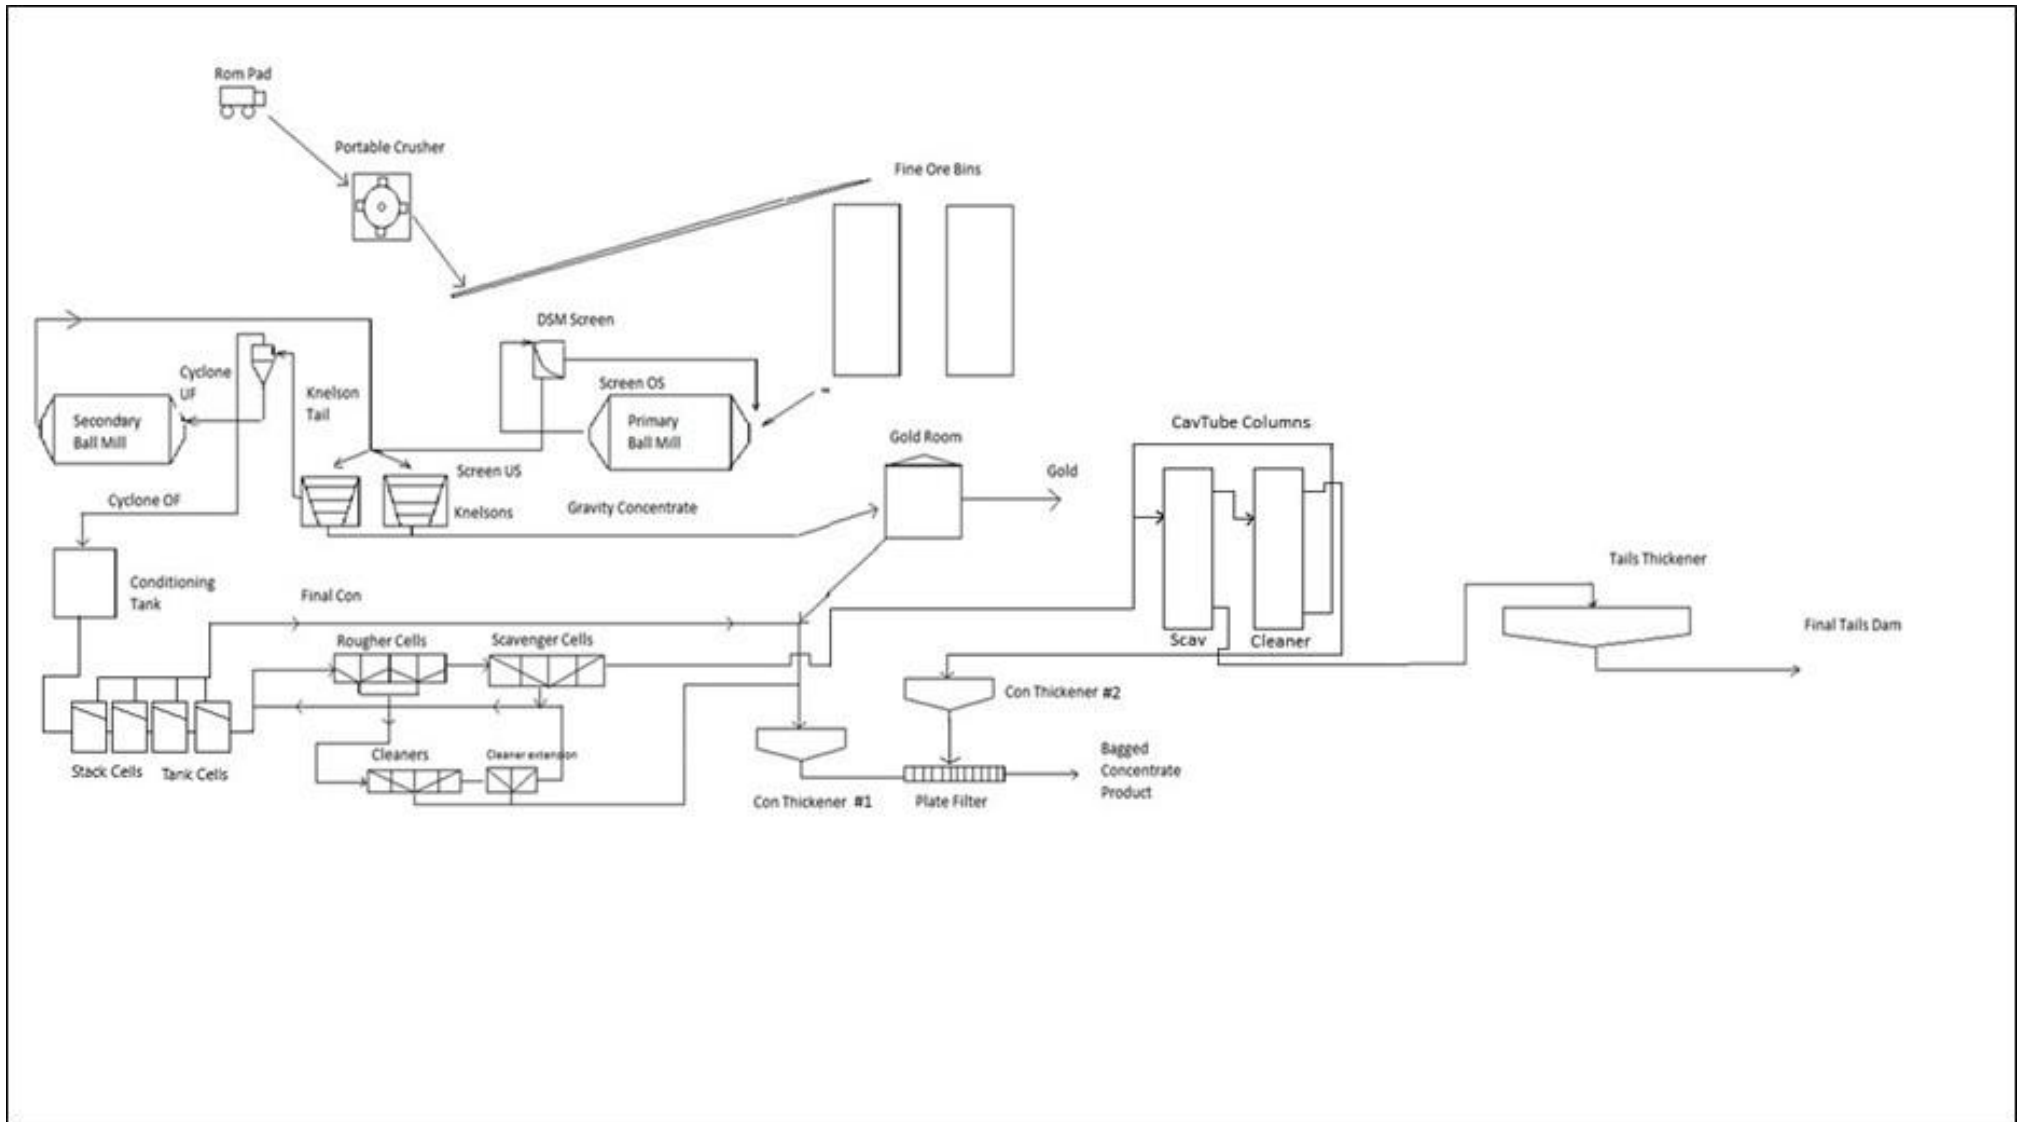 Rom Pad
Portable Crusher
Fine Ore Bins
DSM Screen
Cyclone
UF
Knelson
Tail
Screen OS
Secondary
Ball Mill
Primary
Ball Mill
Gold Room
CavTube Columns
Screen US
Gold
Cyclone OF
Gravity Concentrate
Knelsons
Tails Thickener
Conditioning
Tank
Final Con
Final Tails Dam
Rougher Cells
Scavenger Cells
Scav
Cleaner
Con Thickener #2
Cleaners
Cleaner extension
Bagged
Concentrate
Product
Stack Cells
Tank Cells
Con Thickener #1
Plate Filter